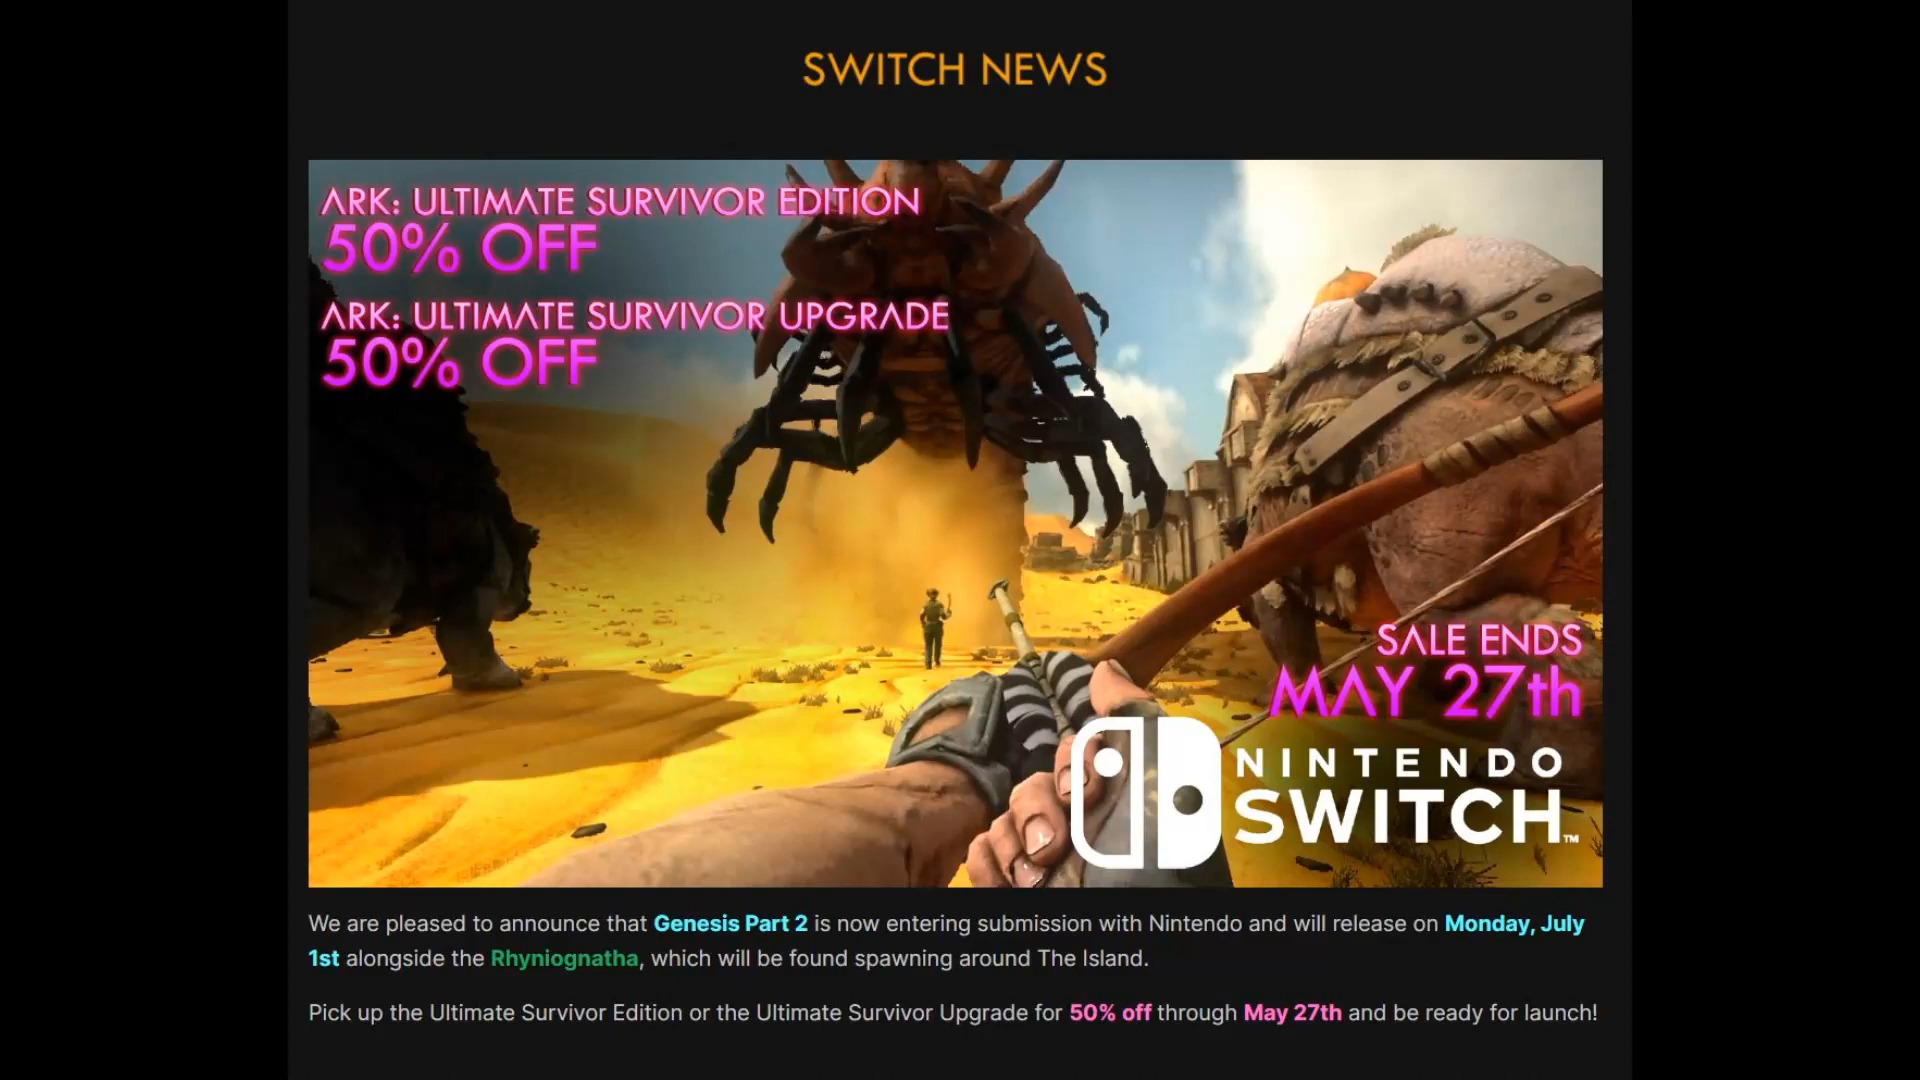 SWITCH NEWS
ARK: ULTIMATE SURVIVOR EDITION
50% OFF
ARK: ULTIMATE SURVIVOR UPGRADE
50% OFF
SALE ENDS
MAY 27th
NINTENDO
SWITCH™
We are pleased to announce that Genesis Part 2 is now entering submission with Nintendo and will release on Monday, July
1st alongside the Rhyniognatha, which will be found spawning around The Island.
Pick up the Ultimate Survivor Edition or the Ultimate Survivor Upgrade for 50% off through May 27th and be ready for launch!